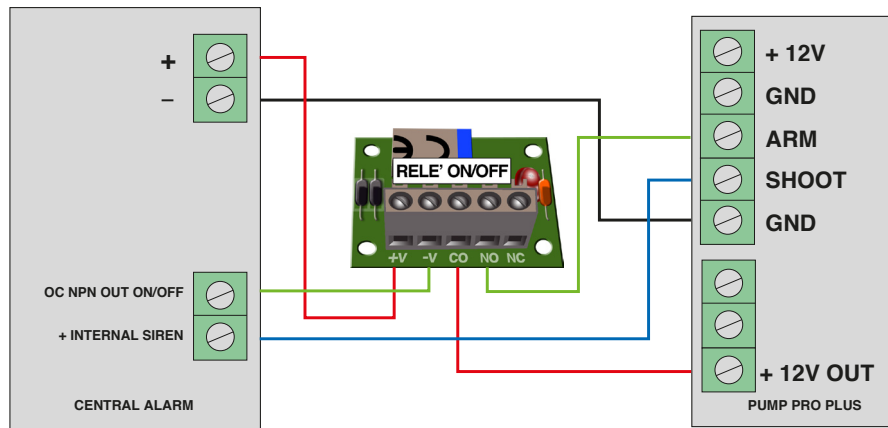 +
–
OC NPN OUT ON/OFF
+ INTERNAL SIREN
CENTRAL ALARM
RELE’ ON/OFF
+V -V CO NO NC
+ 12V
GND
ARM
SHOOT
GND
+ 12V OUT
PUMP PRO PLUS